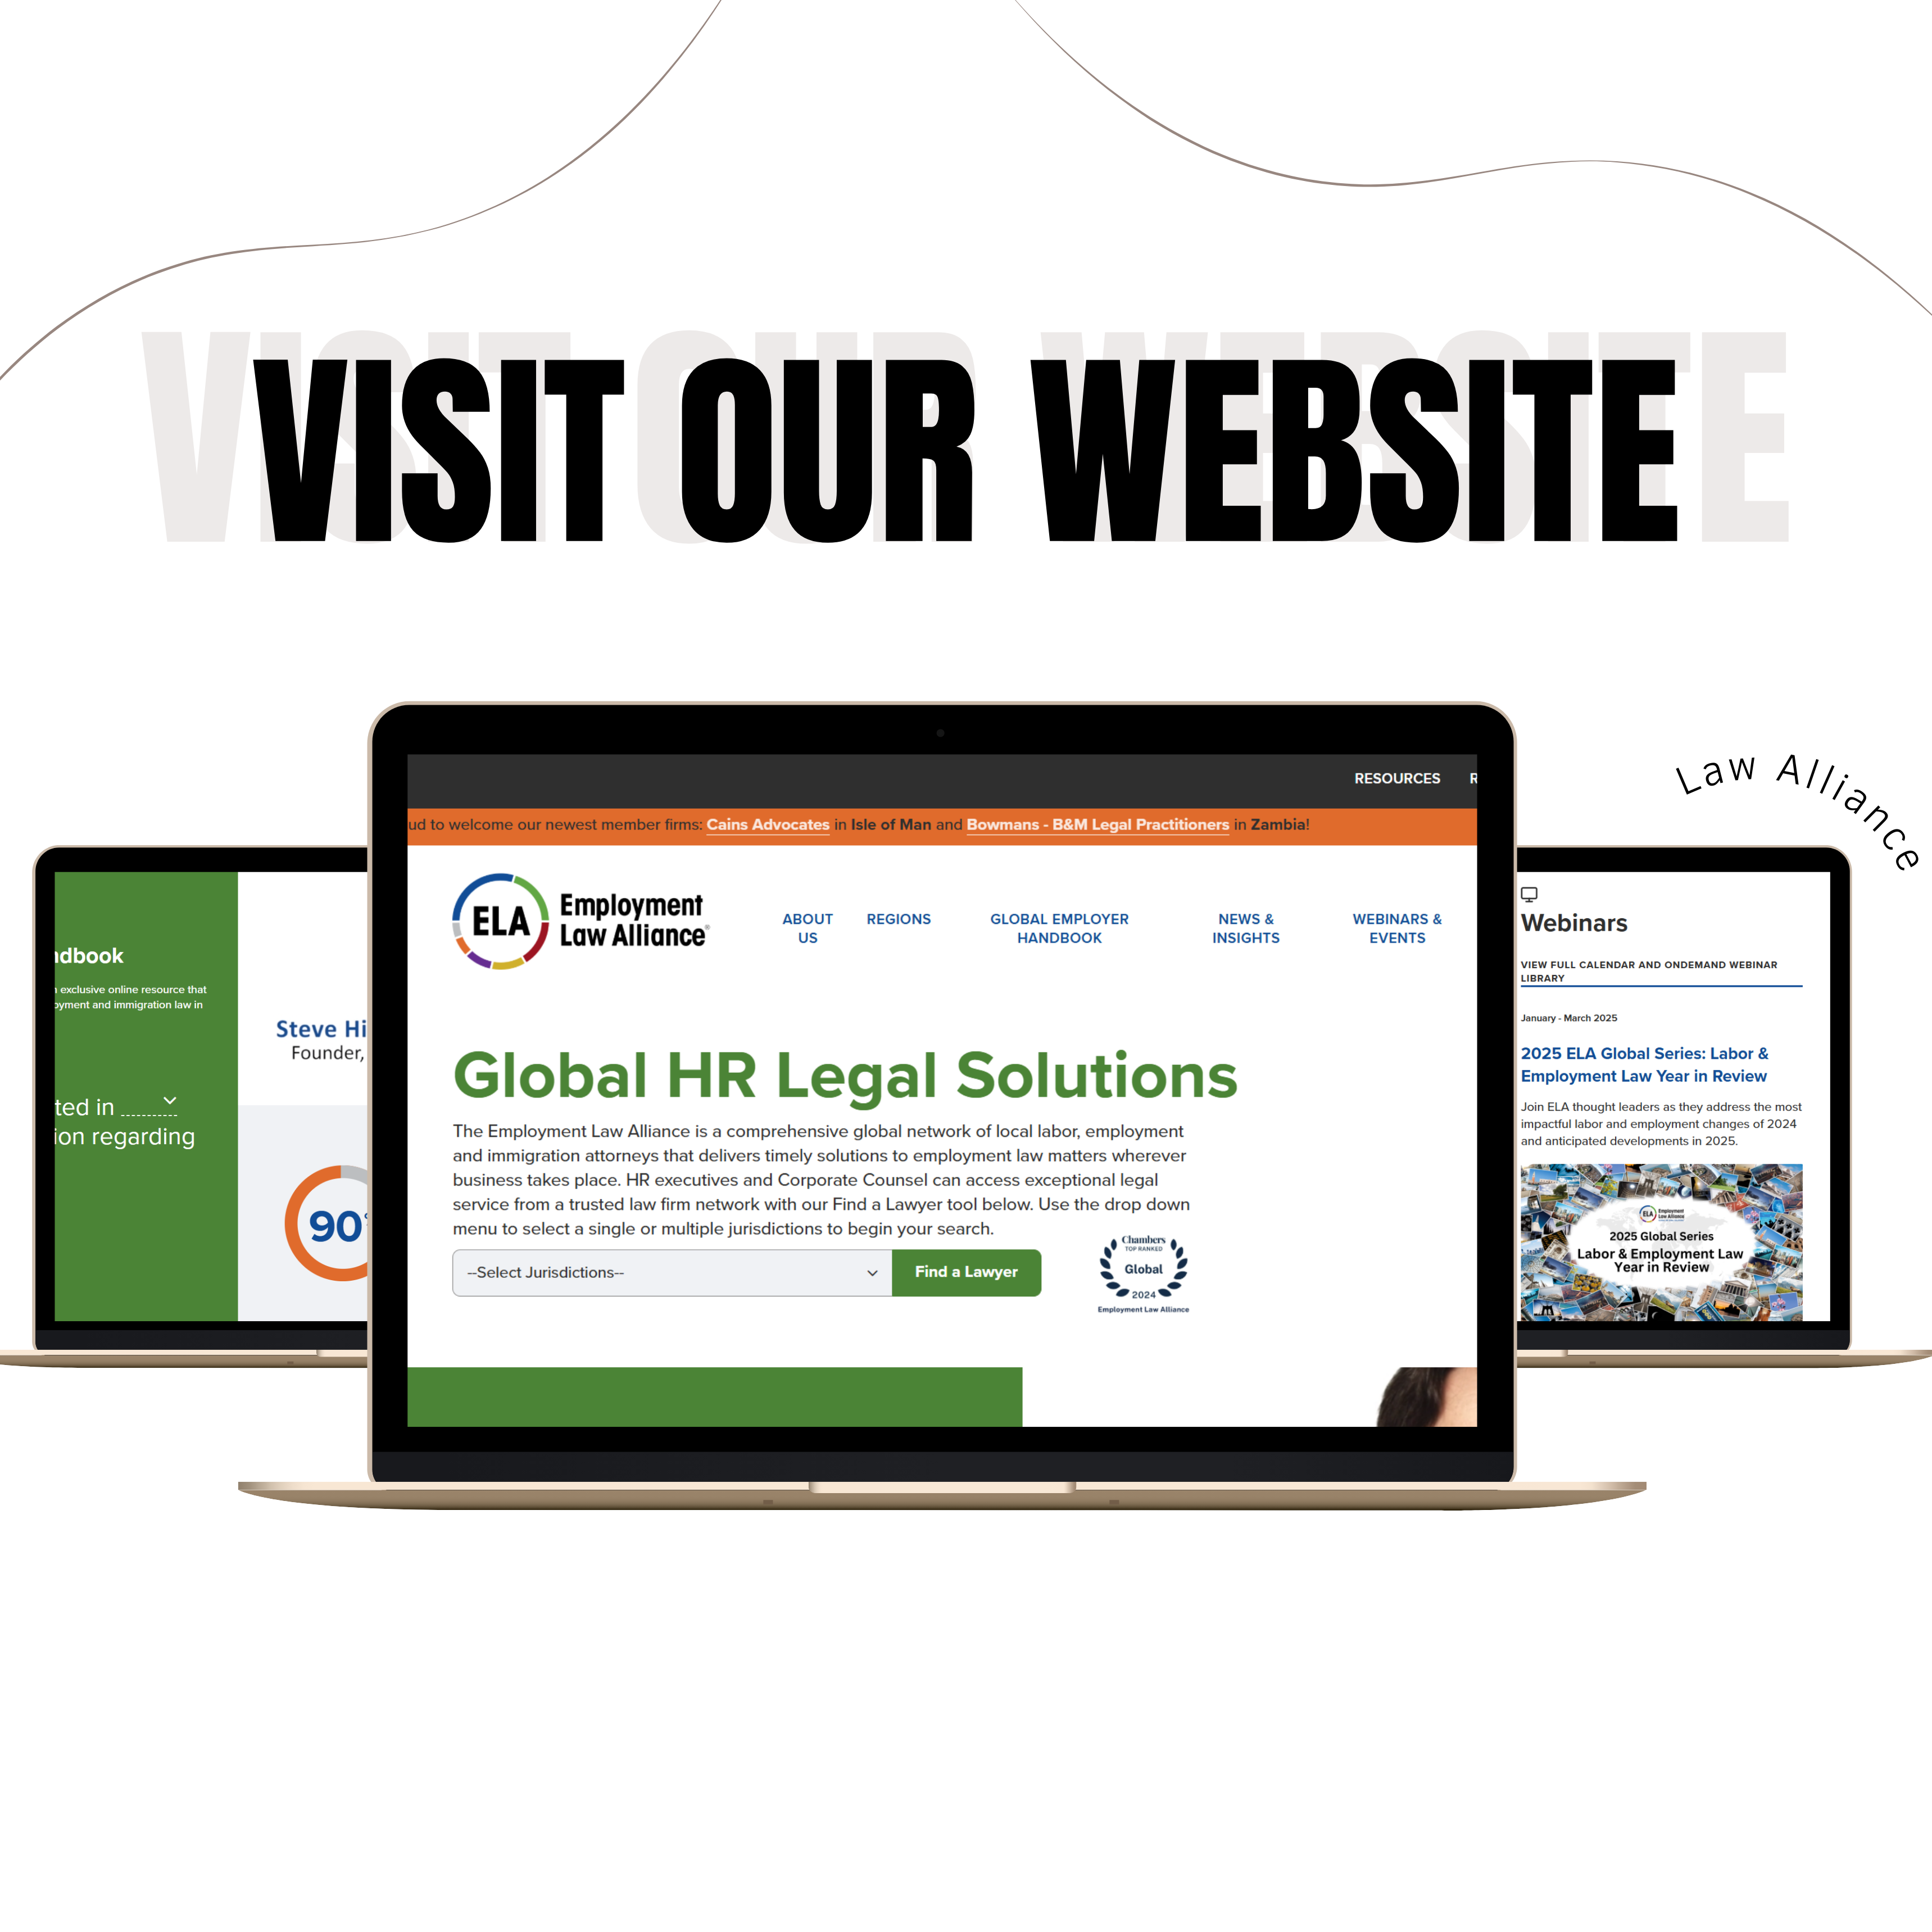 VISIT OUR WEBSITE
Law Alliance
RESOURCES
to welcome our newest member firms: Cains Advocates in Isle of Man and Bowmans - B&M Legal Practitioners in Zambia!
ELA
Employment
Law Alliance®
ABOUT
US
REGIONS
GLOBAL EMPLOYER
HANDBOOK
NEWS &
INSIGHTS
WEBINARS &
EVENTS
Global HR Legal Solutions
The Employment Law Alliance is a comprehensive global network of local labor, employment
and immigration attorneys that delivers timely solutions to employment law matters wherever
business takes place. HR executives and Corporate Counsel can access exceptional legal
service from a trusted law firm network with our Find a Lawyer tool below. Use the drop down
menu to select a single or multiple jurisdictions to begin your search.
--Select Jurisdictions--
Find a Lawyer
Chambers
TOP RANKED
Global
2024
Employment Law Alliance
exclusive online resource that
and immigration law in
in
regarding
Steve
Founder,
90
Webinars
VIEW FULL CALENDAR AND ONDEMAND WEBINAR
LIBRARY
January - March 2025
2025 ELA Global Series: Labor &
Employment Law Year in Review
Join ELA thought leaders as they address the most
impactful labor and employment changes of 2024
and anticipated developments in 2025.
ELA
Employment
Law Alliance
2025 Global Series
Labor & Employment Law
Year in Review